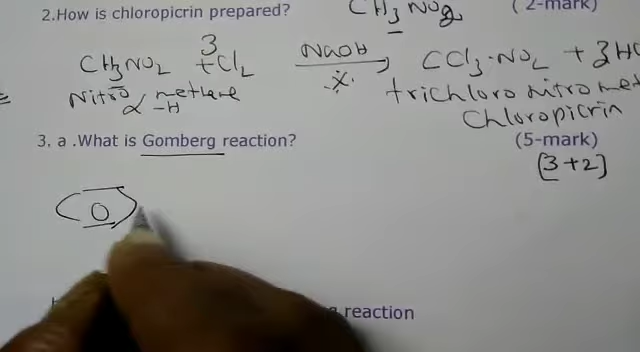 2.How is chloropicrin prepared? CH3NO2 (2-mark)
CH3NO2 + 3Cl2 NaOH CCl3.NO2 + 3HC
Nitro methane trichloro nitro met
α-H Chloropicrin
3. a .What is Gomberg reaction? (5-mark)
[3+2]
reaction